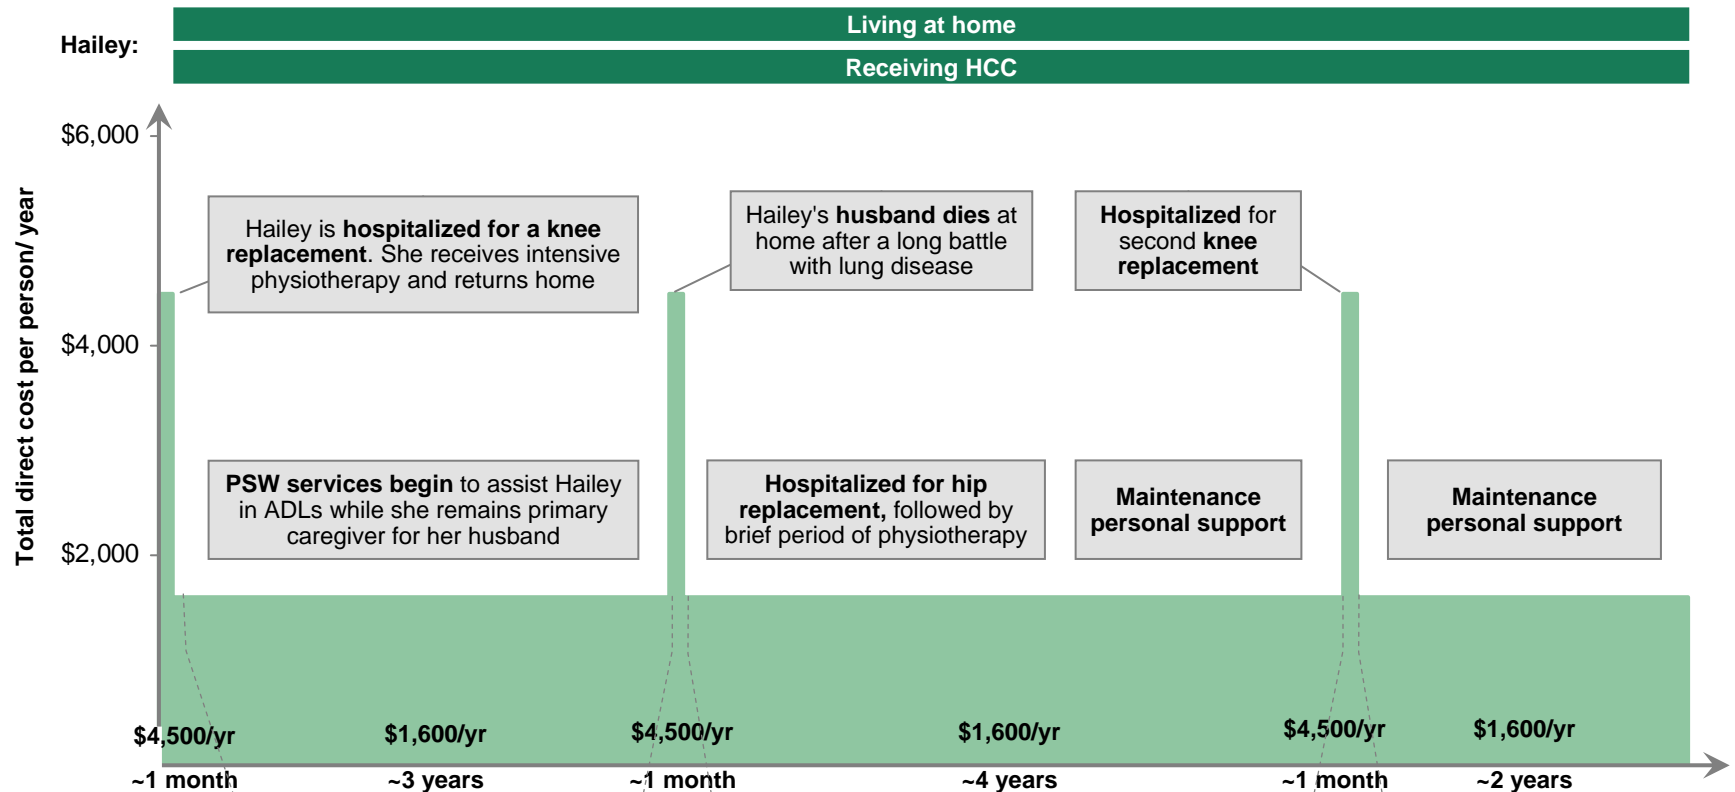 Living at home
Hailey:
Receiving HCC
Total direct cost per person/ year
$6,000
$4,000
$2,000
Hailey is hospitalized for a knee
replacement. She receives intensive
physiotherapy and returns home
Hailey's husband dies at
home after a long battle
with lung disease
Hospitalized for
second knee
replacement
PSW services begin to assist Hailey
in ADLs while she remains primary
caregiver for her husband
Hospitalized for hip
replacement, followed by
brief period of physiotherapy
Maintenance
personal support
Maintenance
personal support
$4,500/yr
$1,600/yr
$4,500/yr
$1,600/yr
$4,500/yr
$1,600/yr
~1 month
~3 years
~1 month
~4 years
~1 month
~2 years